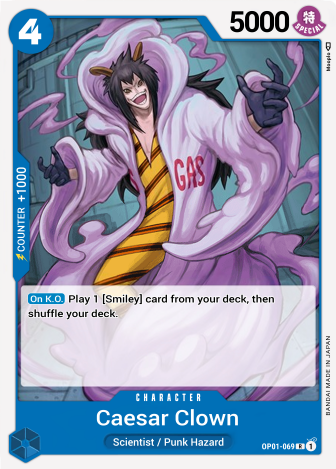 4
5000
特
SPECIAL
Moopic
COUNTER +1000
GAS
On K.O. Play 1 [Smiley] card from your deck, then
shuffle your deck.
BANDAI MADE IN JAPAN
CHARACTER
Caesar Clown
Scientist / Punk Hazard
OP01-069 R 1